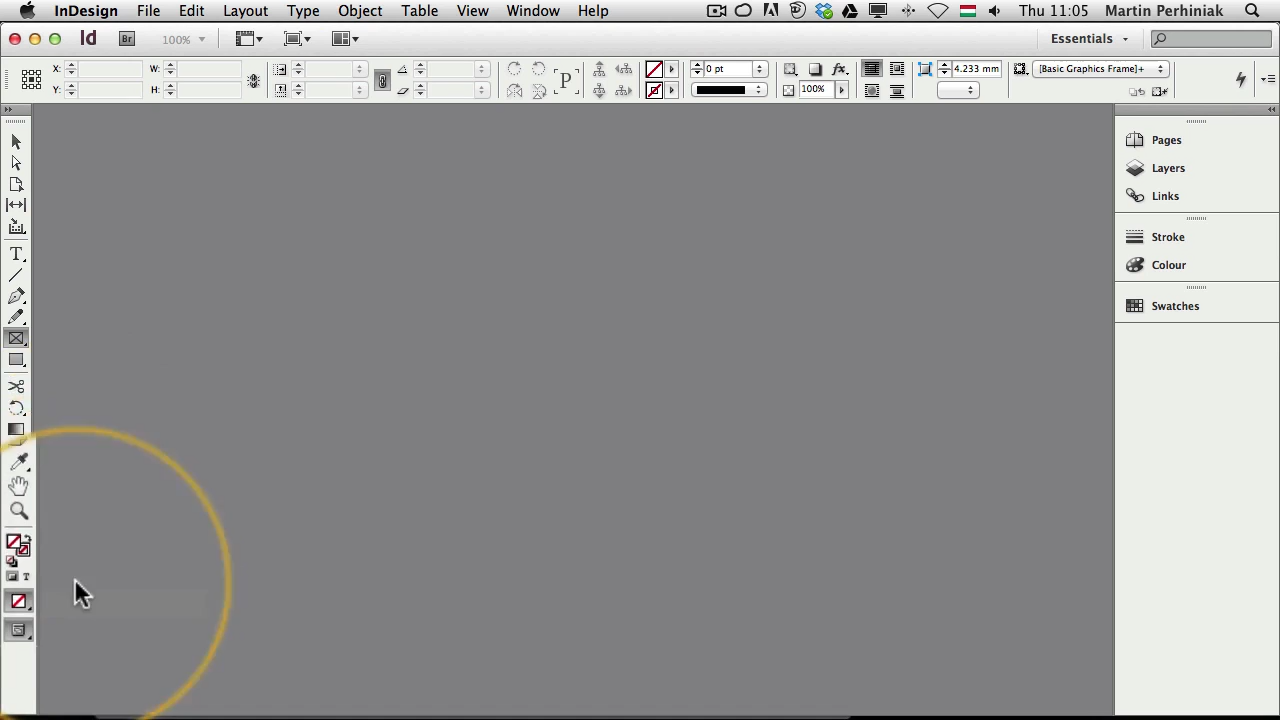 InDesign File Edit Layout Type Object Table View Window Help Thu 11:05 Martin Perhiniak
Id Br 100% Essentials
X: W: P 0 pt fx 4.233 mm [Basic Graphics Frame]+
Y: H: 100%
Pages
Layers
Links
T
Stroke
Colour
Swatches
T